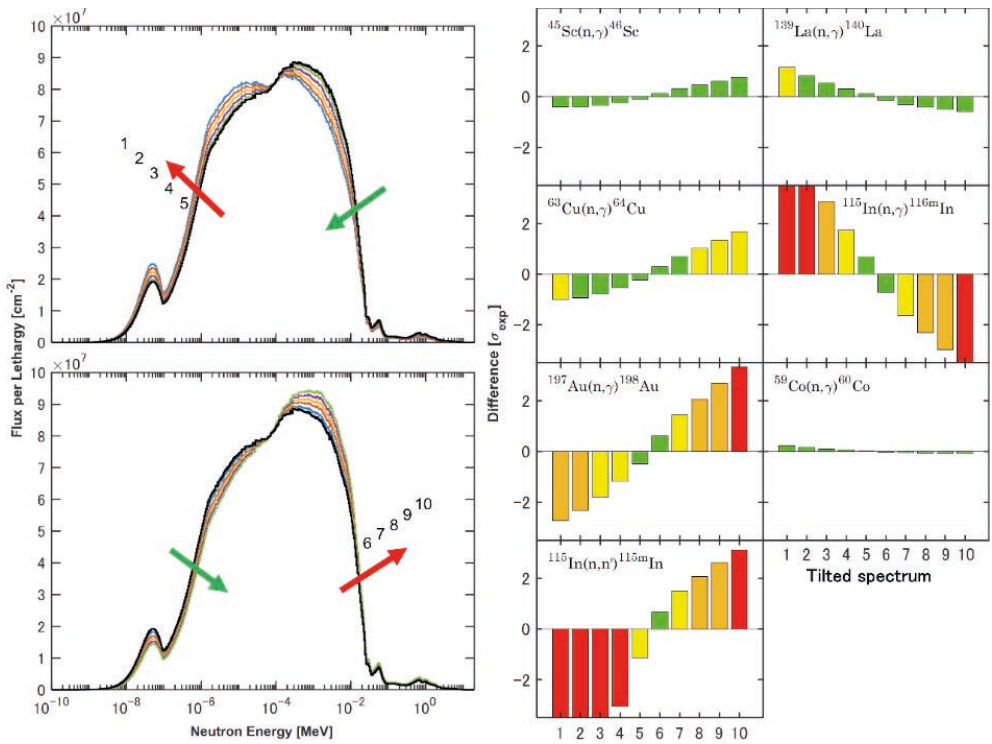 ×10⁷
10
9
8
7
6
5
4
3
2
1
0
1
2
3
4
5
Flux per Lethargy [cm⁻²]
×10⁷
10
9
8
7
6
5
4
3
2
1
0
6 7 8 9 10
10⁻¹⁰ 10⁻⁸ 10⁻⁶ 10⁻⁴ 10⁻² 10⁰
Neutron Energy [MeV]
Difference [σexp]
⁴⁵Sc(n,γ)⁴⁶Sc
2
0
-2
¹³⁹La(n,γ)¹⁴⁰La
⁶³Cu(n,γ)⁶⁴Cu
2
0
-2
¹¹⁵In(n,γ)¹¹⁶ᵐIn
¹⁹⁷Au(n,γ)¹⁹⁸Au
2
0
-2
⁵⁹Co(n,γ)⁶⁰Co
1 2 3 4 5 6 7 8 9 10
Tilted spectrum
¹¹⁵In(n,n')¹¹⁵ᵐIn
2
0
-2
1 2 3 4 5 6 7 8 9 10